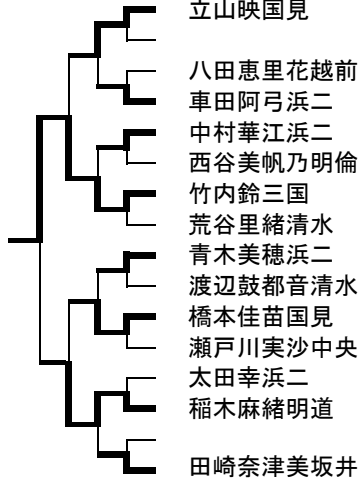 立山映国見
八田恵里花越前
車田阿弓浜二
中村華江浜二
西谷美帆乃明倫
竹内鈴三国
荒谷里緒清水
青木美穂浜二
渡辺鼓都音清水
橋本佳苗国見
瀬戸川実沙中央
太田幸浜二
稲木麻緒明道
田崎奈津美坂井